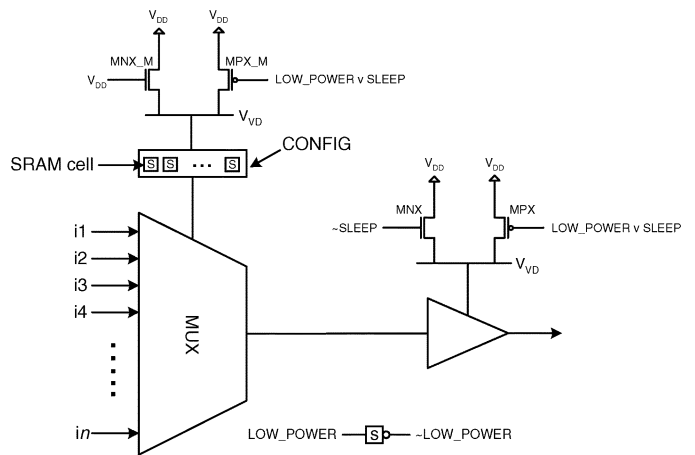 VDD VDD
MNX_M MPX_M
VDD LOW_POWER v SLEEP
VVD
CONFIG
SRAM cell S S ... S
VDD VDD
MNX MPX
i1 ~SLEEP LOW_POWER v SLEEP
i2
VVD
i3
i4
MUX
in
LOW_POWER S ~LOW_POWER